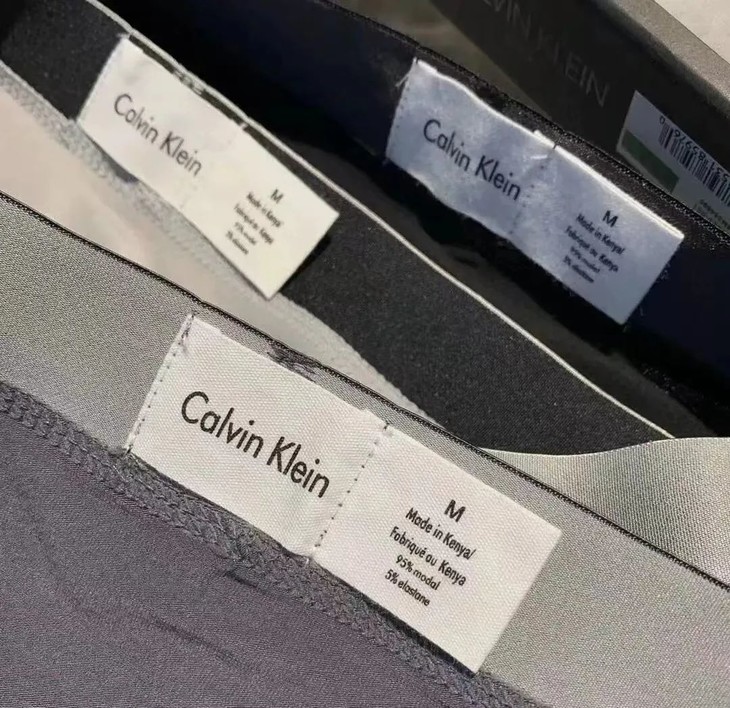 CALVIN KLEIN
Calvin Klein
M
Made in Kenya/
Fabriqué au Kenya
95% modal
5% elastane
Calvin Klein
M
Made in Kenya/
Fabriqué au Kenya
95% modal
5% elastane
Calvin Klein
M
Made in Kenya/
Fabriqué au Kenya
95% modal
5% elastane